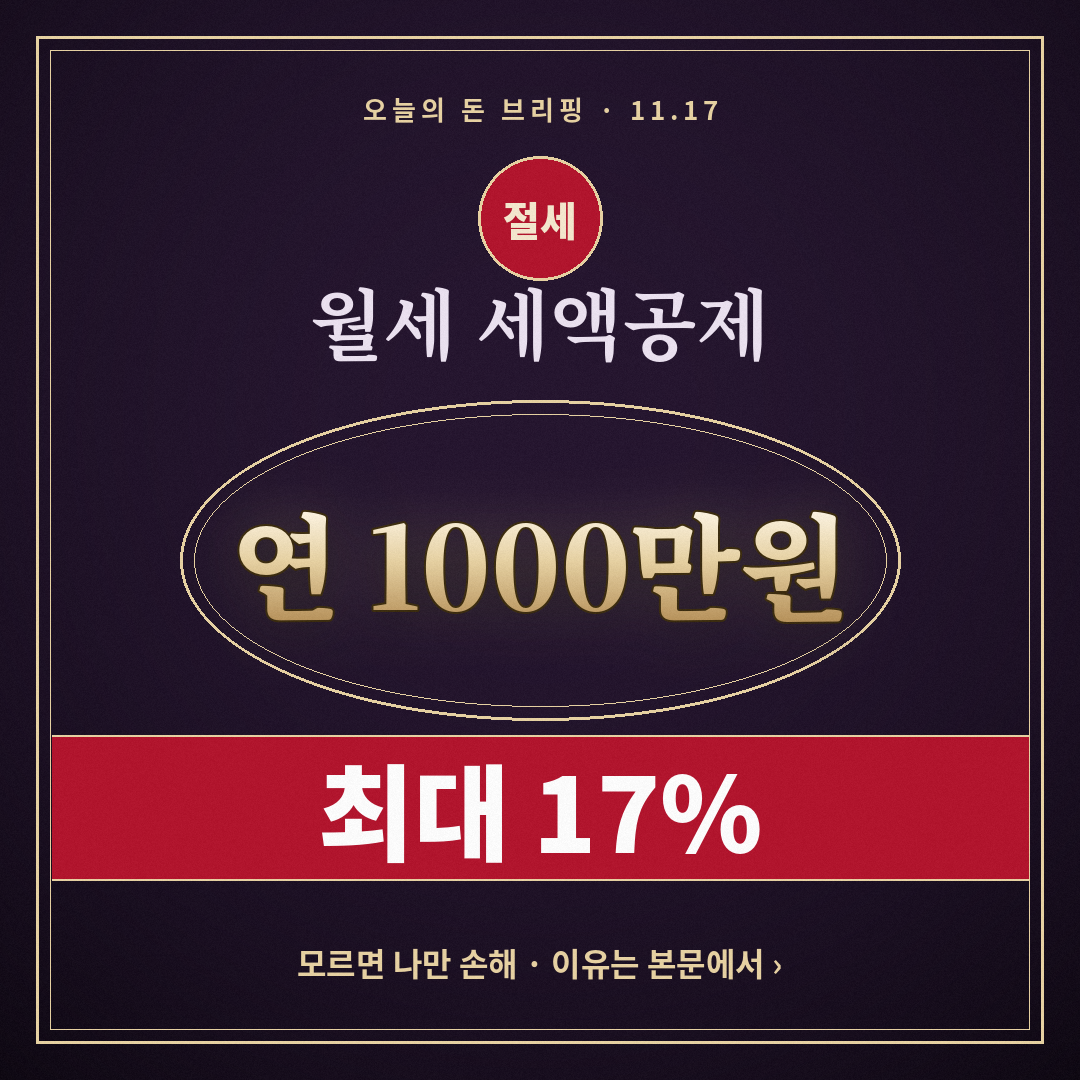 오늘의 돈 브리핑 · 11.17
절세
월세 세액공제
연 1000만원
최대 17%
모르면 나만 손해 · 이유는 본문에서 ›